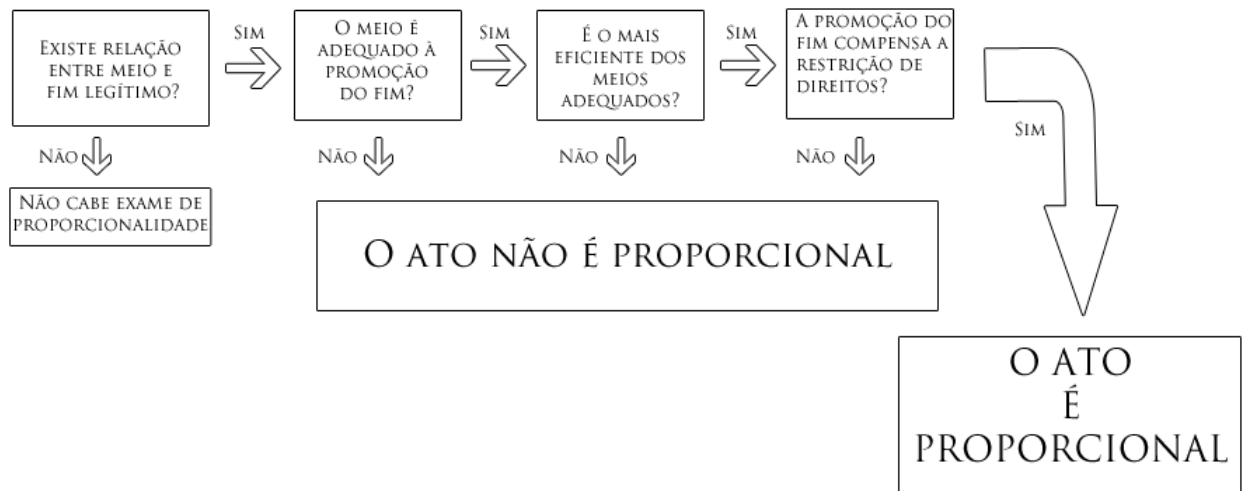 Existe relação
entre meio e
fim legítimo?
Sim
O meio é
adequado à
promoção
do fim?
Sim
É o mais
eficiente dos
meios
adequados?
Sim
A promoção do
fim compensa a
restrição de
direitos?
Sim
Não
Não
Não
Não
Não cabe exame de
proporcionalidade
O ato não é proporcional
O ato
é
proporcional